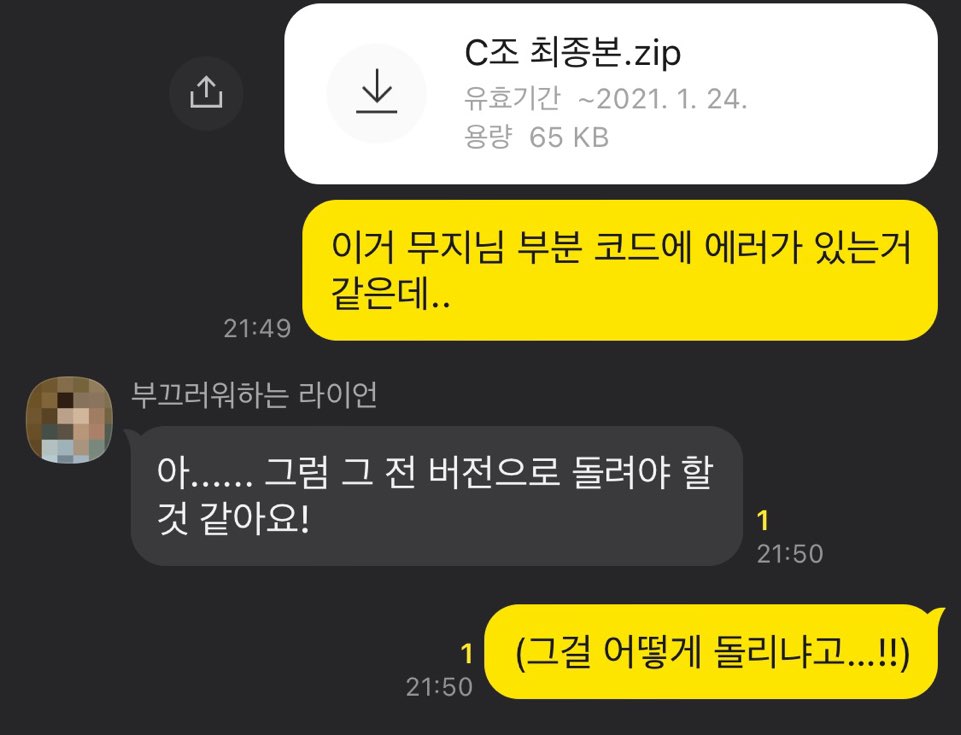 C조 최종본.zip
유효기간 ~2021. 1. 24.
용량 65 KB
이거 무지님 부분 코드에 에러가 있는거
같은데..
21:49
부끄러워하는 라이언
아...... 그럼 그 전 버전으로 돌려야 할
것 같아요!
1
21:50
(그걸 어떻게 돌리냐고...!!)
1
21:50